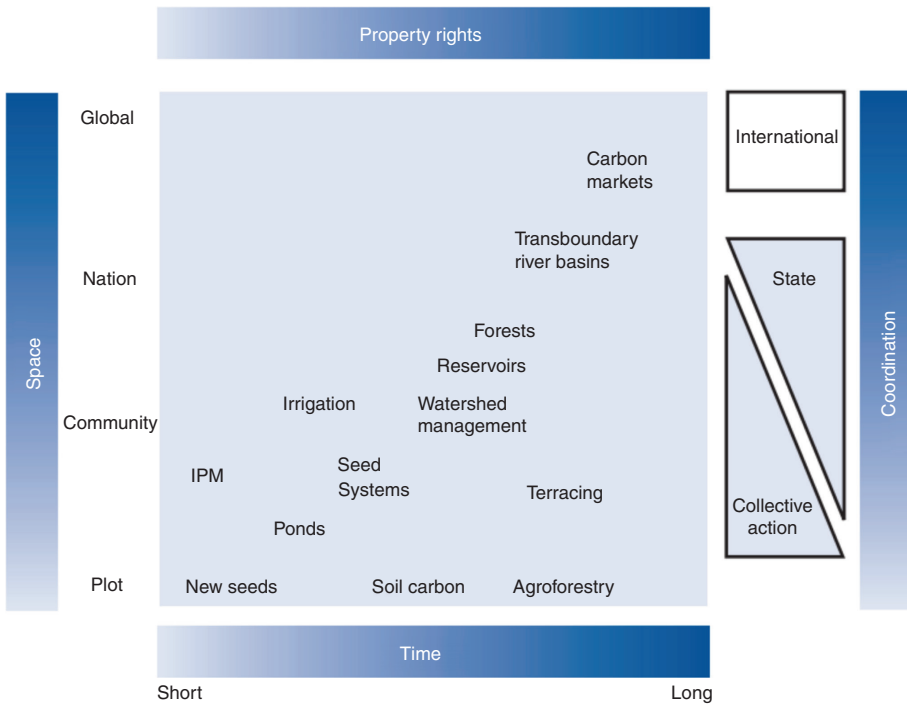 Property rights
Global
International
Carbon
markets
Transboundary
river basins
Nation
State
Forests
Space
Reservoirs
Coordination
Irrigation
Watershed
management
Community
IPM
Seed
Systems
Terracing
Collective
action
Ponds
Plot
New seeds
Soil carbon
Agroforestry
Time
Short
Long